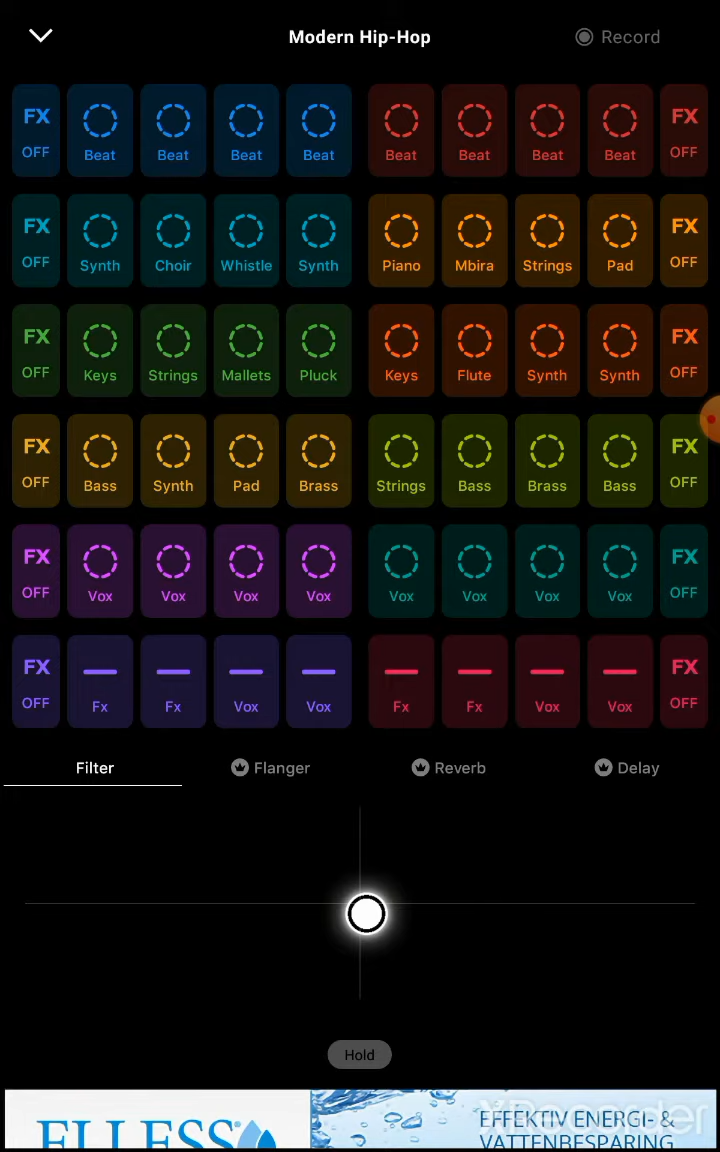 Modern Hip-Hop Record
FX Beat Beat Beat Beat Beat Beat Beat Beat FX
OFF OFF
FX Synth Choir Whistle Synth Piano Mbira Strings Pad FX
OFF OFF
FX Keys Strings Mallets Pluck Keys Flute Synth Synth FX
OFF OFF
FX Bass Synth Pad Brass Strings Bass Brass Bass FX
OFF OFF
FX Vox Vox Vox Vox Vox Vox Vox Vox FX
OFF OFF
FX Fx Fx Vox Vox Fx Fx Vox Vox FX
OFF OFF
Filter Flanger Reverb Delay
Hold
ELLESS
EFFEKTIV ENERGI- &
VATTENBESPARING
XRecorder